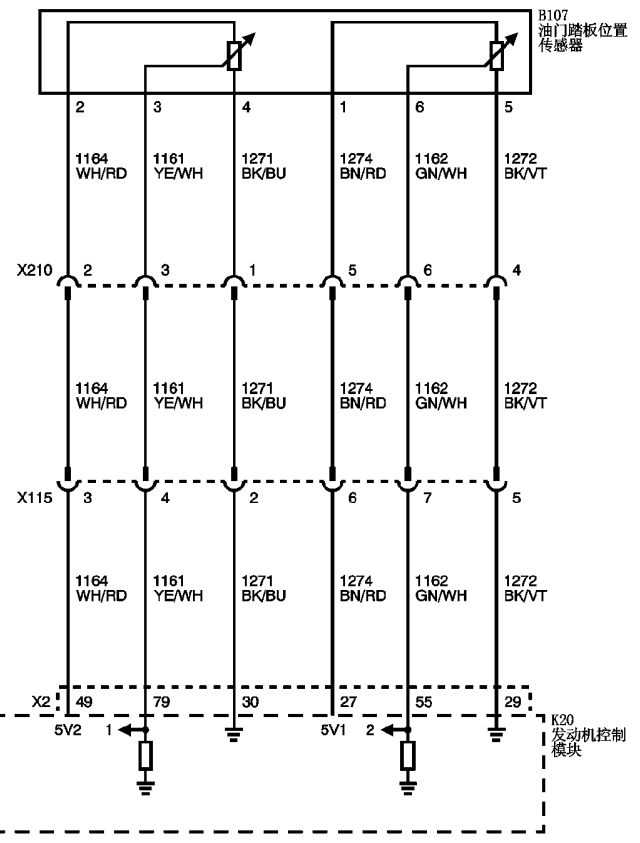 B107
油门踏板位置
传感器
2 3 4 1 6 5
1164 1161 1271 1274 1162 1272
WH/RD YE/WH BK/BU BN/RD GN/WH BK/VT
X210 2 3 1 5 6 4
1164 1161 1271 1274 1162 1272
WH/RD YE/WH BK/BU BN/RD GN/WH BK/VT
X115 3 4 2 6 7 5
1164 1161 1271 1274 1162 1272
WH/RD YE/WH BK/BU BN/RD GN/WH BK/VT
X2 49 79 30 27 55 29
5V2 1 5V1 2
K20
发动机控制
模块